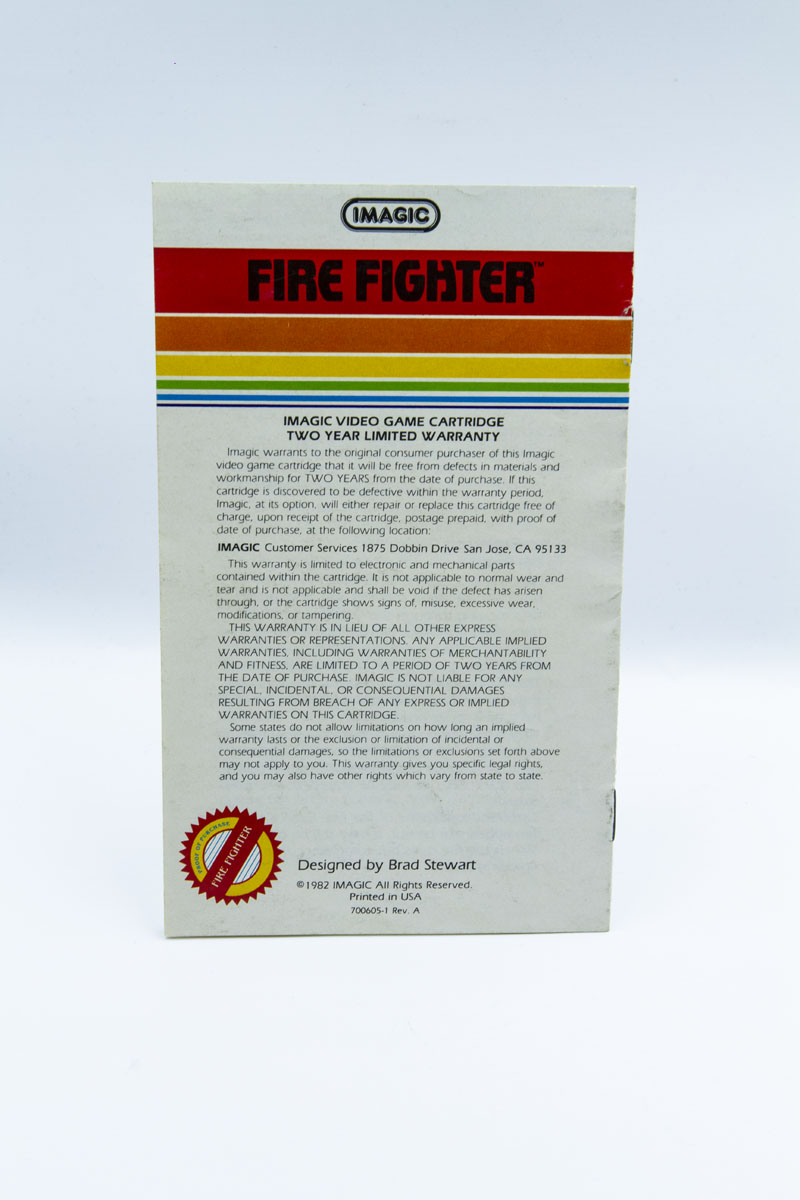 IMAGIC
FIRE FIGHTER™
IMAGIC VIDEO GAME CARTRIDGE
TWO YEAR LIMITED WARRANTY
Imagic warrants to the original consumer purchaser of this Imagic
video game cartridge that it will be free from defects in materials and
workmanship for TWO YEARS from the date of purchase. If this
cartridge is discovered to be defective within the warranty period,
Imagic, at its option, will either repair or replace this cartridge free of
charge, upon receipt of the cartridge, postage prepaid, with proof of
date of purchase, at the following location:
IMAGIC Customer Services 1875 Dobbin Drive San Jose, CA 95133
This warranty is limited to electronic and mechanical parts
contained within the cartridge. It is not applicable to normal wear and
tear and is not applicable and shall be void if the defect has arisen
through, or the cartridge shows signs of, misuse, excessive wear,
modifications, or tampering.
THIS WARRANTY IS IN LIEU OF ALL OTHER EXPRESS
WARRANTIES OR REPRESENTATIONS. ANY APPLICABLE IMPLIED
WARRANTIES, INCLUDING WARRANTIES OF MERCHANTABILITY
AND FITNESS, ARE LIMITED TO A PERIOD OF TWO YEARS FROM
THE DATE OF PURCHASE. IMAGIC IS NOT LIABLE FOR ANY
SPECIAL, INCIDENTAL, OR CONSEQUENTIAL DAMAGES
RESULTING FROM BREACH OF ANY EXPRESS OR IMPLIED
WARRANTIES ON THIS CARTRIDGE.
Some states do not allow limitations on how long an implied
warranty lasts or the exclusion or limitation of incidental or
consequential damages, so the limitations or exclusions set forth above
may not apply to you. This warranty gives you specific legal rights,
and you may also have other rights which vary from state to state.
PROOF OF PURCHASE
FIRE FIGHTER
Designed by Brad Stewart
©1982 IMAGIC All Rights Reserved.
Printed in USA
700605-1 Rev. A